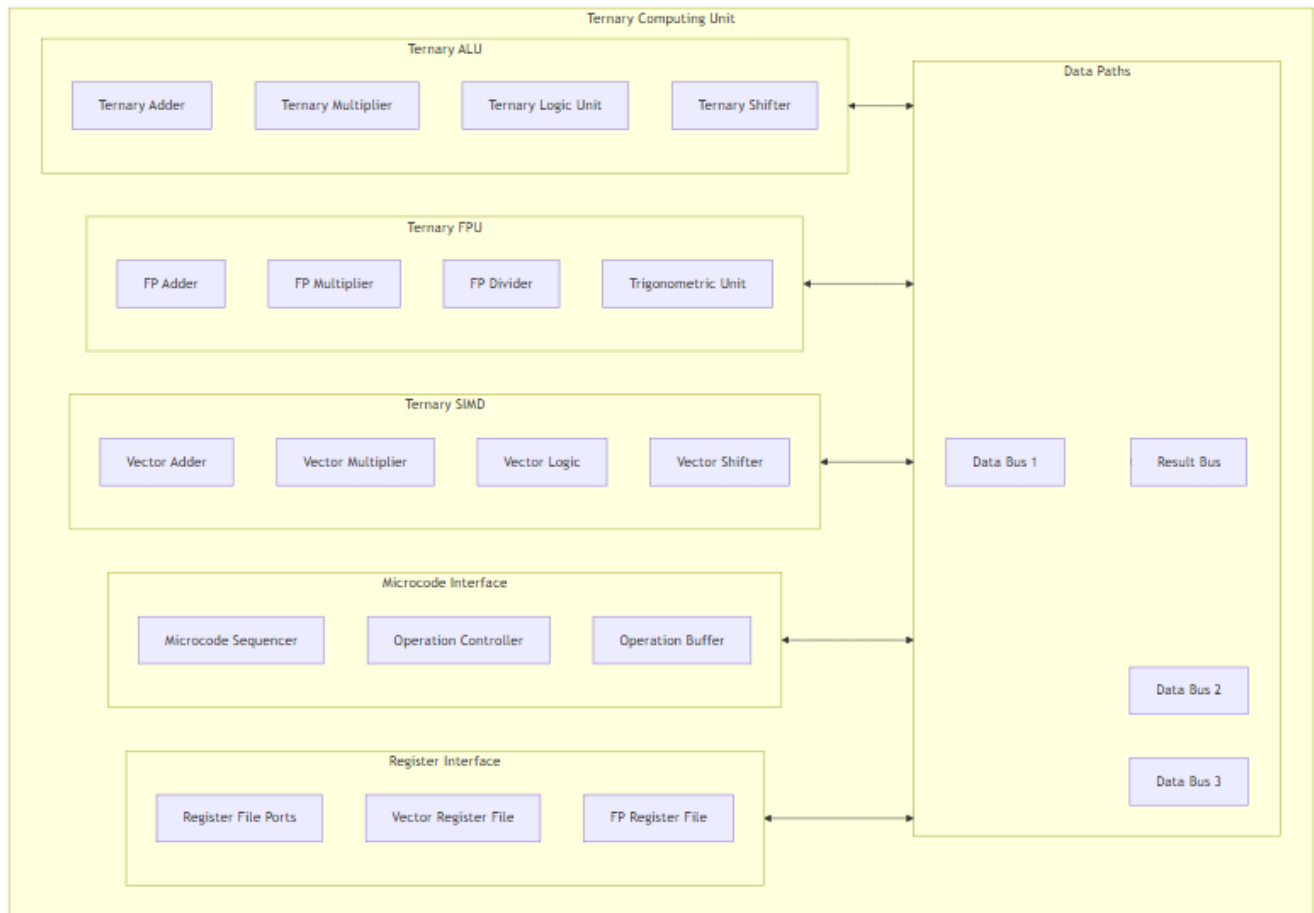 Ternary Computing Unit
Ternary ALU
Ternary Adder
Ternary Multiplier
Ternary Logic Unit
Ternary Shifter
Data Paths
Ternary FPU
FP Adder
FP Multiplier
FP Divider
Trigonometric Unit
Ternary SIMD
Vector Adder
Vector Multiplier
Vector Logic
Vector Shifter
Data Bus 1
Result Bus
Microcode Interface
Microcode Sequencer
Operation Controller
Operation Buffer
Data Bus 2
Register Interface
Register File Ports
Vector Register File
FP Register File
Data Bus 3